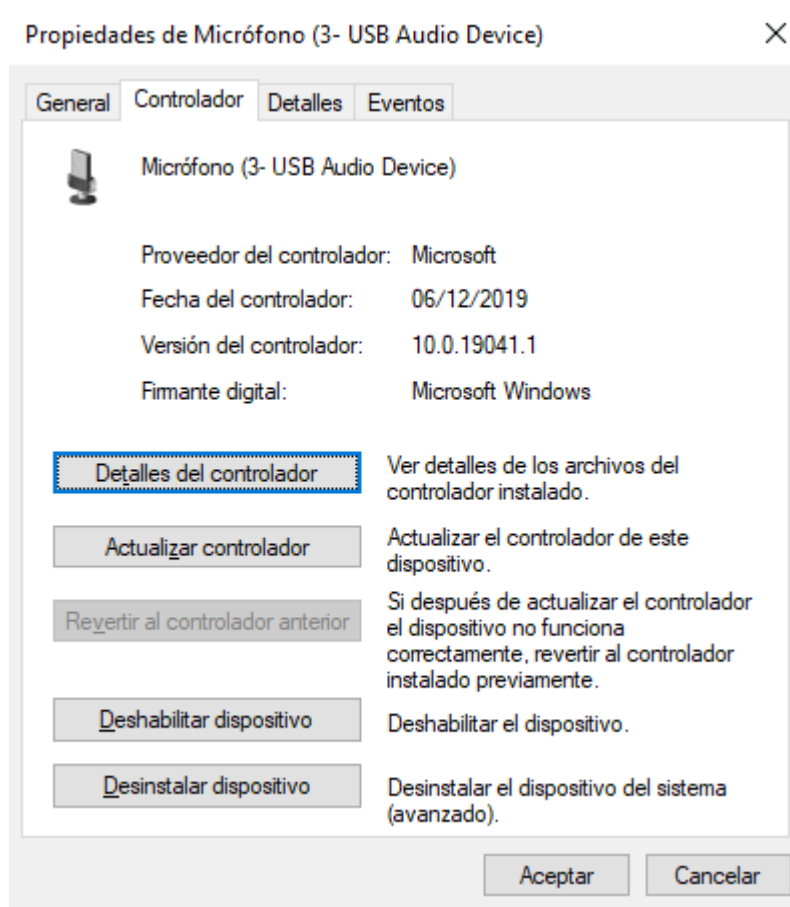 Propiedades de Micrófono (3- USB Audio Device)
General Controlador Detalles Eventos
Micrófono (3- USB Audio Device)
Proveedor del controlador: Microsoft
Fecha del controlador: 06/12/2019
Versión del controlador: 10.0.19041.1
Firmante digital: Microsoft Windows
Detalles del controlador
Ver detalles de los archivos del
controlador instalado.
Actualizar controlador
Actualizar el controlador de este
dispositivo.
Revertir al controlador anterior
Si después de actualizar el controlador
el dispositivo no funciona
correctamente, revertir al controlador
instalado previamente.
Deshabilitar dispositivo
Deshabilitar el dispositivo.
Desinstalar dispositivo
Desinstalar el dispositivo del sistema
(avanzado).
Aceptar Cancelar